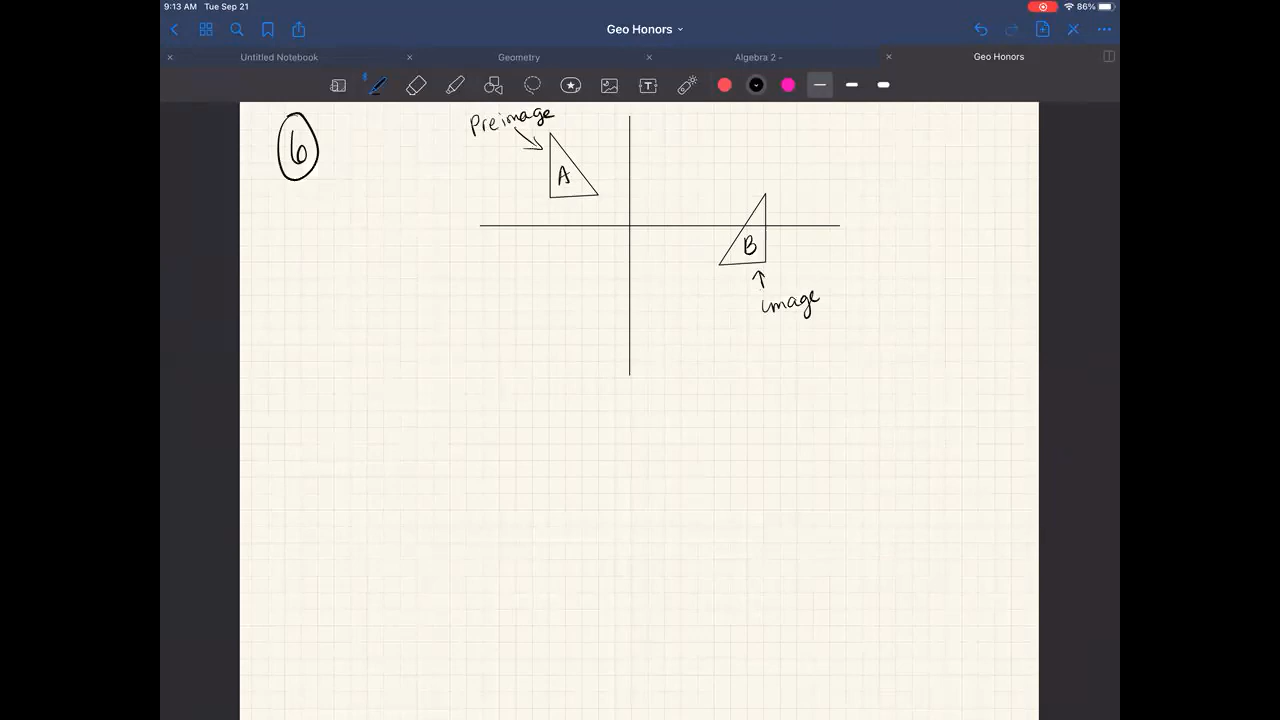 9:13 AM Tue Sep 21
86%
Geo Honors
Untitled Notebook
Geometry
Algebra 2 -
Geo Honors
T
6
Preimage
A
B
image